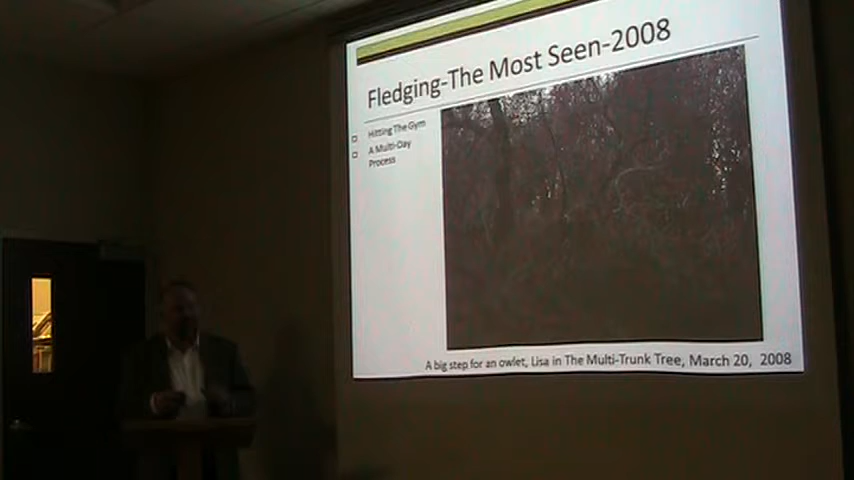 Fledging-The Most Seen-2008
Hitting The Gym
A Multi-Day
Process
A big step for an owlet, Lisa in The Multi-Trunk Tree, March 20, 2008